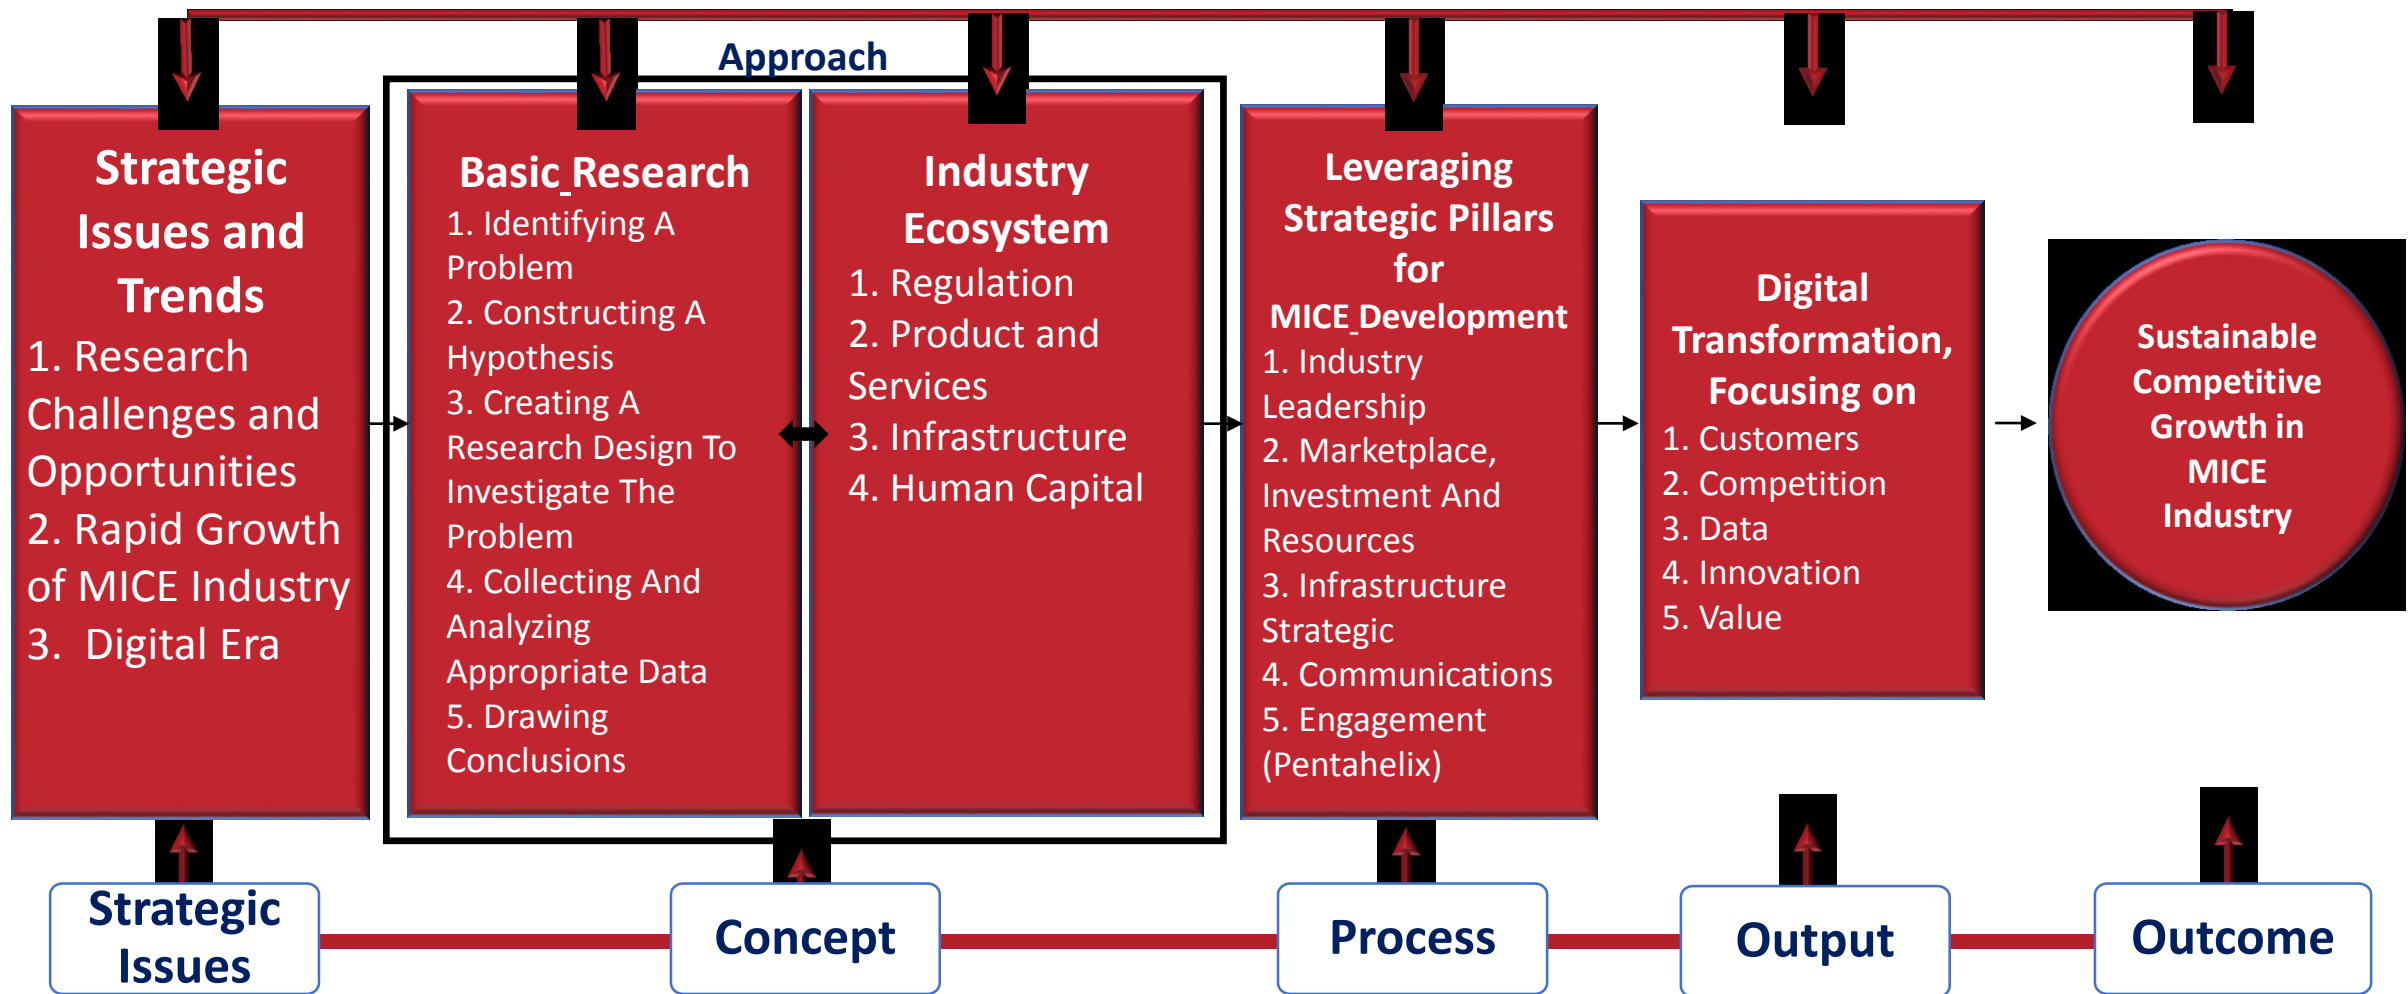 Approach
Strategic
Issues and
Trends
1. Research
Challenges and
Opportunities
2. Rapid Growth
of MICE Industry
3. Digital Era
Basic Research
1. Identifying A
Problem
2. Constructing A
Hypothesis
3. Creating A
Research Design To
Investigate The
Problem
4. Collecting And
Analyzing
Appropriate Data
5. Drawing
Conclusions
Industry
Ecosystem
1. Regulation
2. Product and
Services
3. Infrastructure
4. Human Capital
Leveraging
Strategic Pillars
for
MICE Development
1. Industry
Leadership
2. Marketplace,
Investment And
Resources
3. Infrastructure
Strategic
4. Communications
5. Engagement
(Pentahelix)
Digital
Transformation,
Focusing on
1. Customers
2. Competition
3. Data
4. Innovation
5. Value
Sustainable
Competitive
Growth in
MICE
Industry
Strategic
Issues
Concept
Process
Output
Outcome